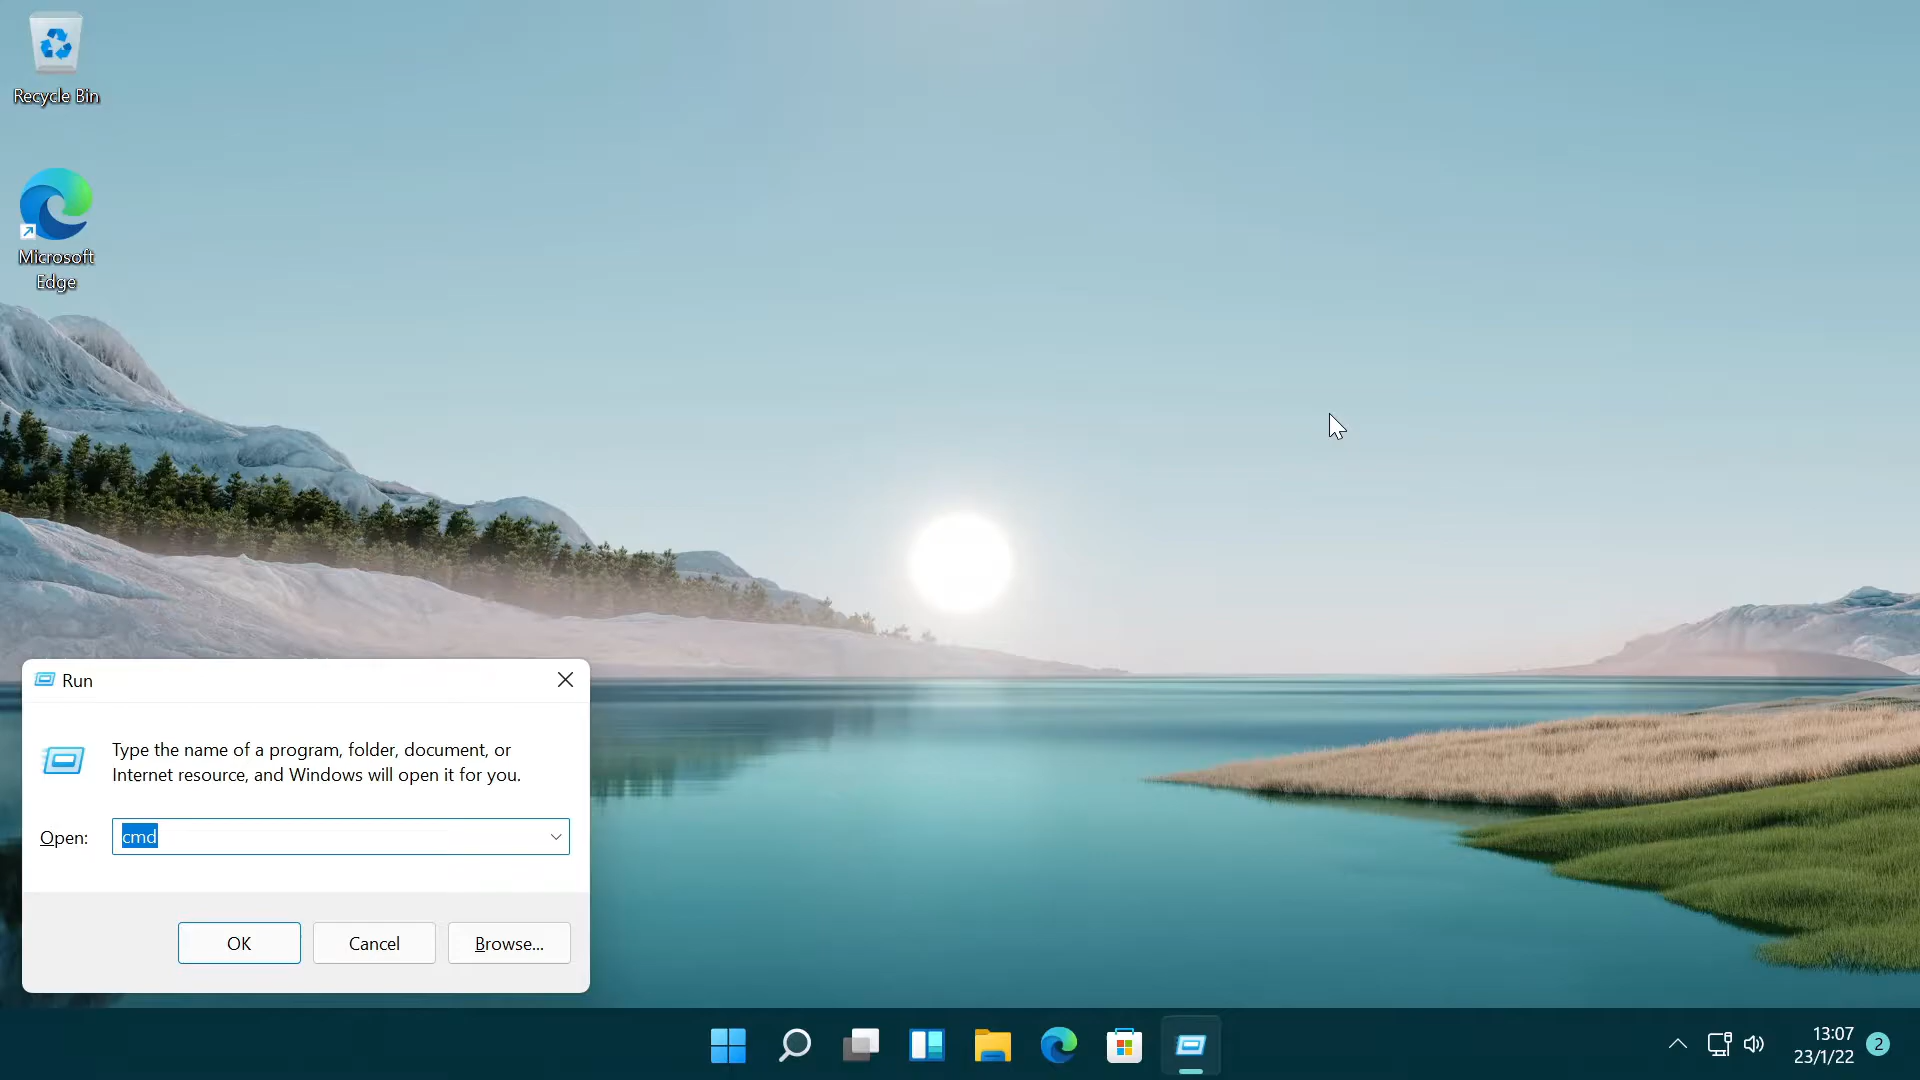 Recycle Bin
Microsoft
Edge
Run
Type the name of a program, folder, document, or
Internet resource, and Windows will open it for you.
Open:
cmd
OK
Cancel
Browse...
13:07
23/1/22
2